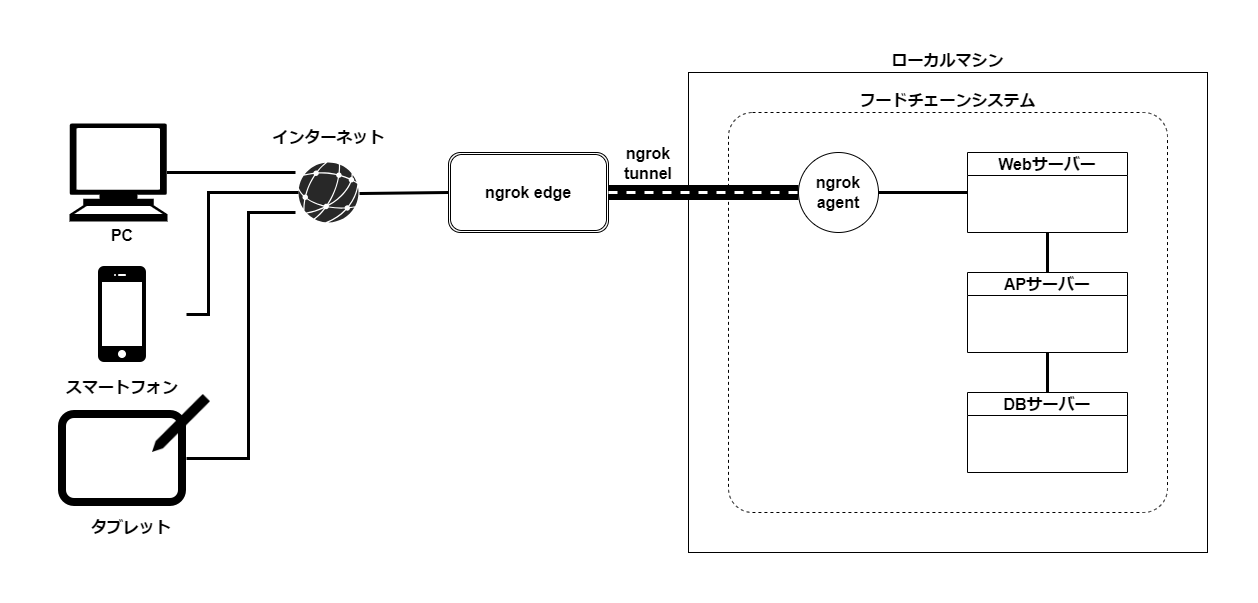 ローカルマシン
フードチェーンシステム
インターネット
PC
スマートフォン
タブレット
ngrok edge
ngrok
tunnel
ngrok
agent
Webサーバー
APサーバー
DBサーバー